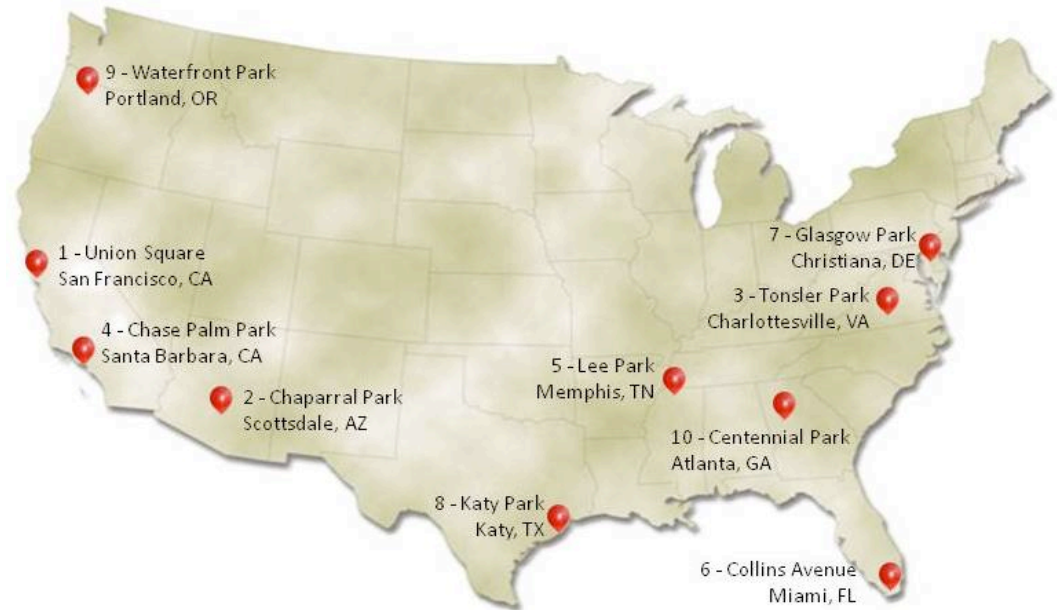 9 - Waterfront Park
Portland, OR
7 - Glasgow Park
Christiana, DE
1 - Union Square
San Francisco, CA
3 - Tonsler Park
Charlottesville, VA
4 - Chase Palm Park
Santa Barbara, CA
5 - Lee Park
Memphis, TN
2 - Chaparral Park
Scottsdale, AZ
10 - Centennial Park
Atlanta, GA
8 - Katy Park
Katy, TX
6 - Collins Avenue
Miami, FL